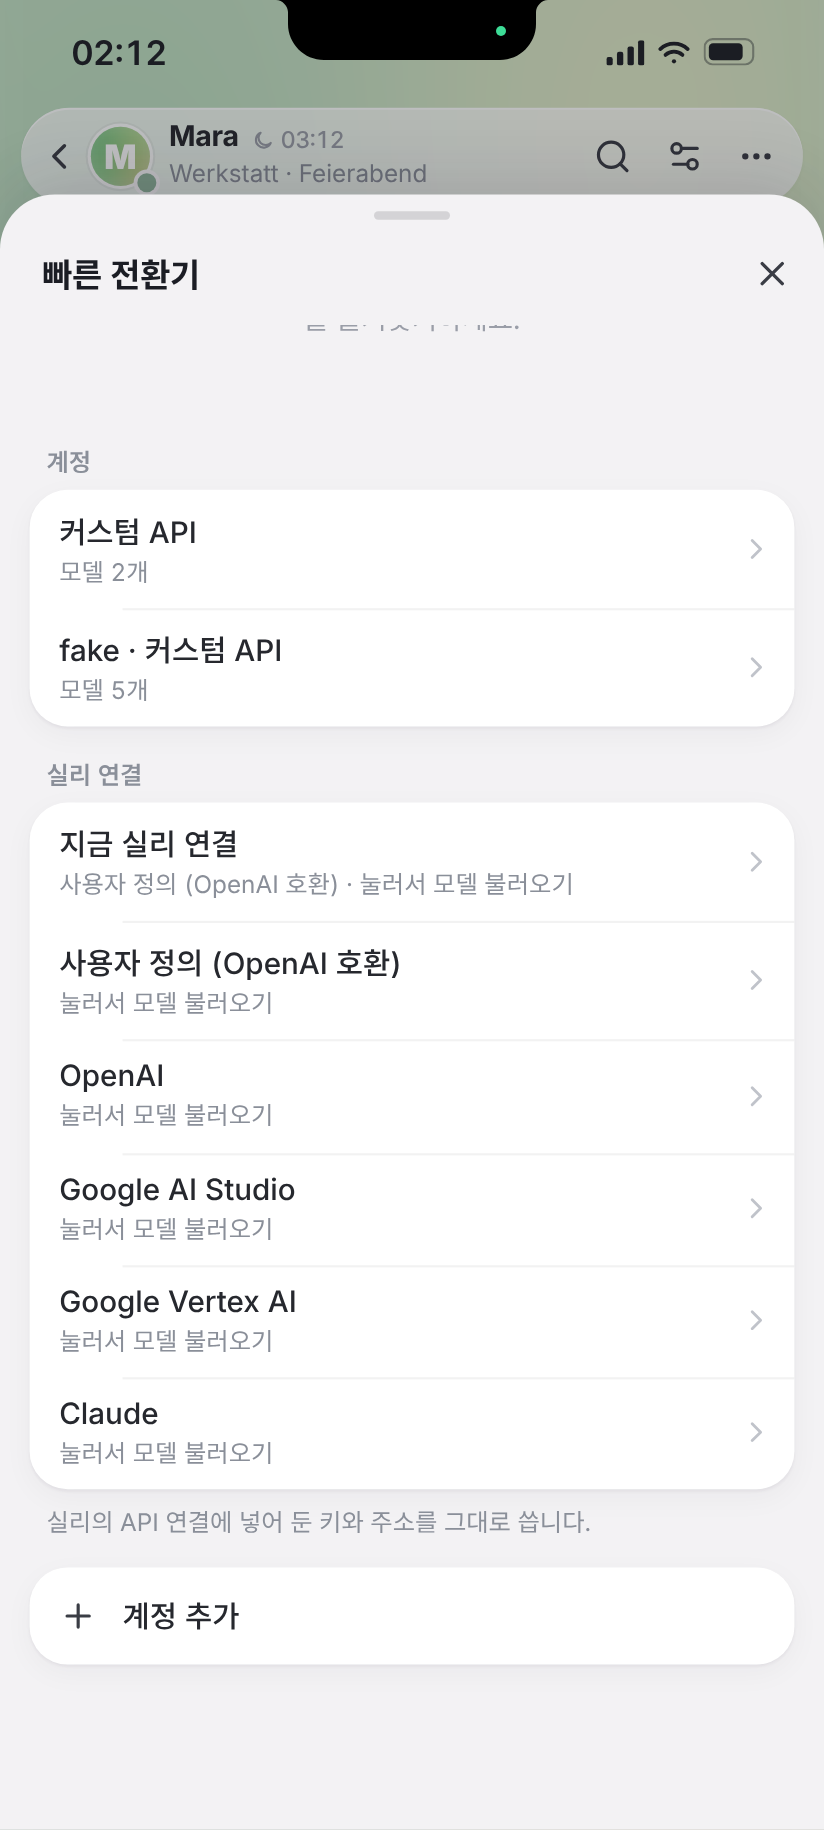 02:12
M
Mara 03:12
Werkstatt · Feierabend
빠른 전환기
계정
커스텀 API
모델 2개
fake · 커스텀 API
모델 5개
실리 연결
지금 실리 연결
사용자 정의 (OpenAI 호환) · 눌러서 모델 불러오기
사용자 정의 (OpenAI 호환)
눌러서 모델 불러오기
OpenAI
눌러서 모델 불러오기
Google AI Studio
눌러서 모델 불러오기
Google Vertex AI
눌러서 모델 불러오기
Claude
눌러서 모델 불러오기
실리의 API 연결에 넣어 둔 키와 주소를 그대로 씁니다.
계정 추가